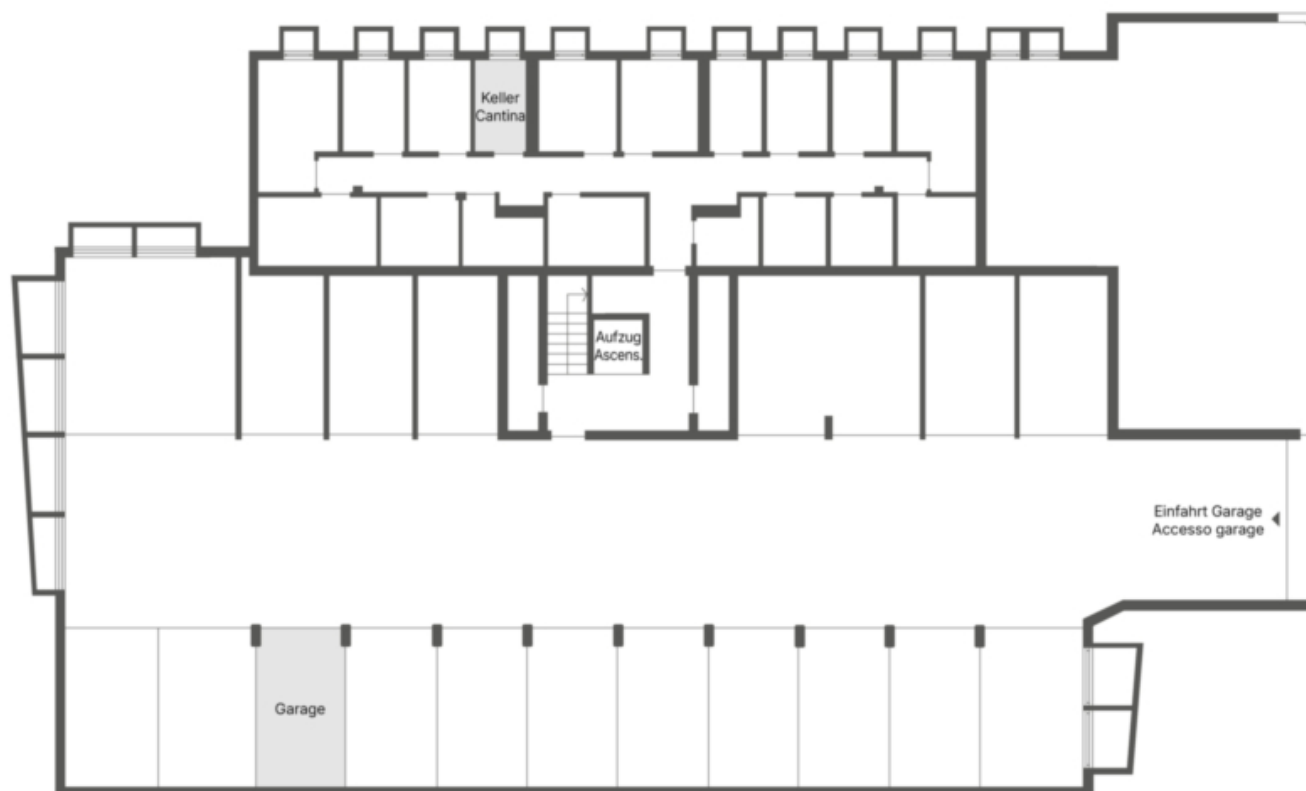 Keller
Cantina
Aufzug
Ascens.
Einfahrt Garage
Accesso garage
Garage